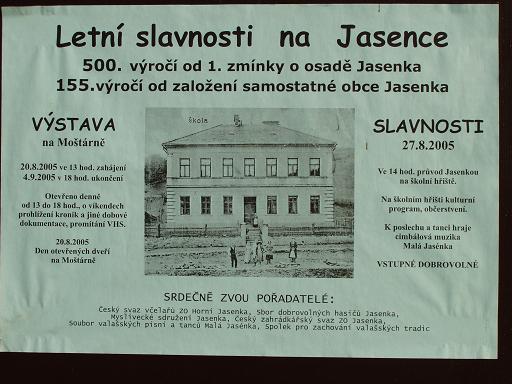 Letní slavnosti na Jasence
500. výročí od 1. zmínky o osadě Jasenka
155.výročí od založení samostatné obce Jasenka
VÝSTAVA
na Moštárně
20.8.2005 ve 13 hod. zahájení
4.9.2005 v 18 hod. ukončení
Otevřeno denně
od 13 do 18 hod., o víkendech
prohlížení kronik a jiné dobové
dokumentace, promítání VHS.
20.8.2005
Den otevřených dveří
na Moštárně
škola
SLAVNOSTI
27.8.2005
Ve 14 hod. průvod Jasenkou
na školní hřiště.
Na školním hřišti kulturní
program, občerstvení.
K poslechu a tanci hraje
cimbálová muzika
Malá Jasénka
VSTUPNÉ DOBROVOLNÉ
SRDEČNĚ ZVOU POŘADATELÉ:
Český svaz včelařů ZO Horní Jasenka, Sbor dobrovolných hasičů Jasenka,
Myslivecké sdružení Jasenka, Český zahrádkářský svaz ZO Jasenka,
Soubor valašských písní a tanců Malá Jasénka, Spolek pro zachování valašských tradic